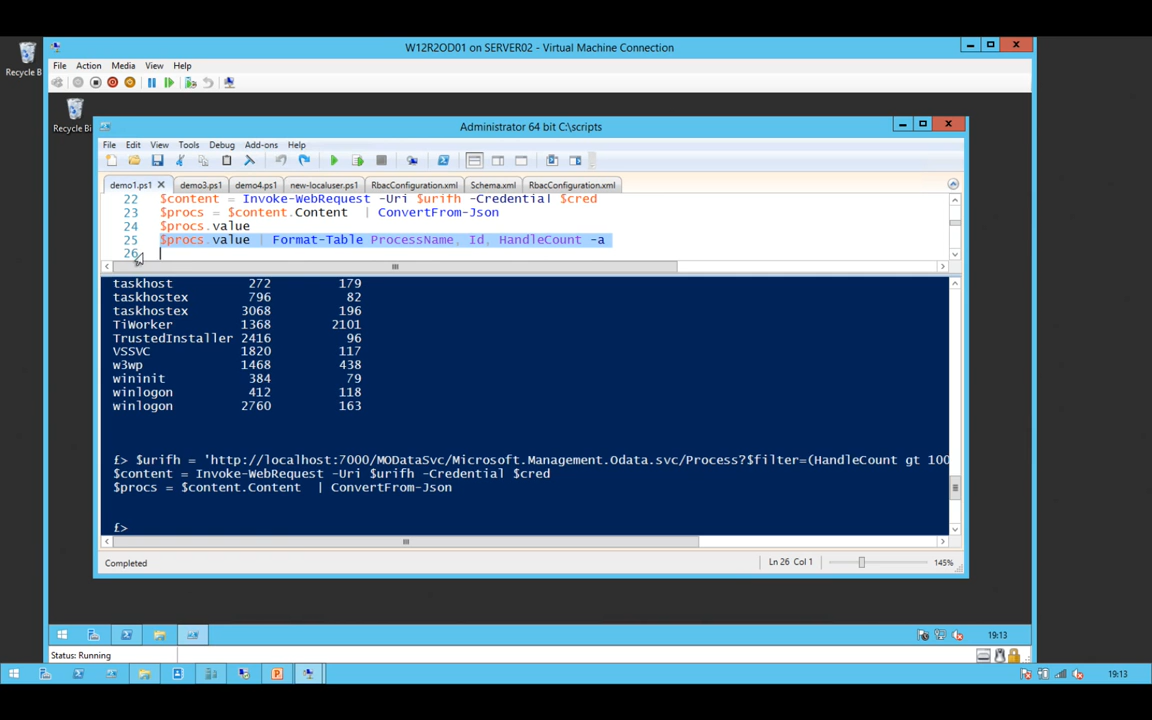 Recycle B
W12R2OD01 on SERVER02 - Virtual Machine Connection
File Action Media View Help
Recycle Bi
Administrator 64 bit C:\scripts
File Edit View Tools Debug Add-ons Help
demo1.ps1 demo3.ps1 demo4.ps1 new-localuser.ps1 RbacConfiguration.xml Schema.xml RbacConfiguration.xml
22 $content = Invoke-WebRequest -Uri $urifh -Credential $cred
23 $procs = $content.Content | ConvertFrom-Json
24 $procs.value
25 $procs.value | Format-Table ProcessName, Id, HandleCount -a
26
taskhost 272 179
taskhostex 796 82
taskhostex 3068 196
TiWorker 1368 2101
TrustedInstaller 2416 96
VSSVC 1820 117
w3wp 1468 438
wininit 384 79
winlogon 412 118
winlogon 2760 163
£> $urifh = 'http://localhost:7000/MODataSvc/Microsoft.Management.Odata.svc/Process?$filter=(HandleCount gt 100
$content = Invoke-WebRequest -Uri $urifh -Credential $cred
$procs = $content.Content | ConvertFrom-Json
£>
Completed
Ln 26 Col 1
145%
19:13
Status: Running
19:13